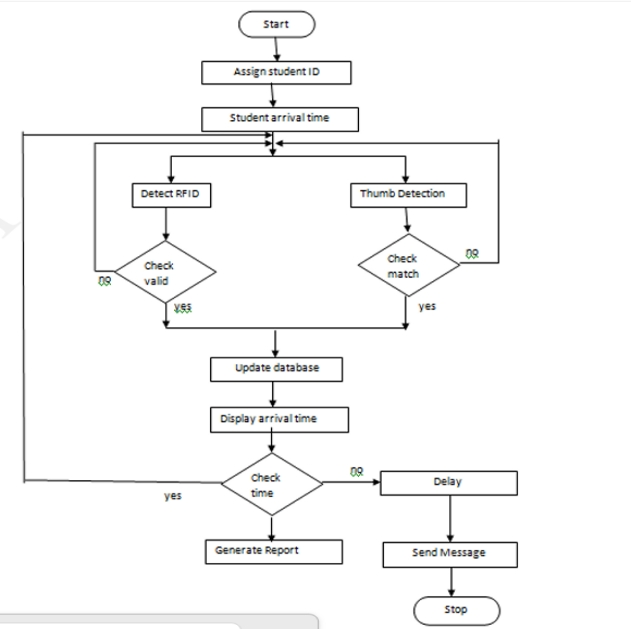 Start
Assign student ID
Student arrival time
Detect RFID
Thumb Detection
Check
valid
Check
match
no
no
yes
yes
Update database
Display arrival time
Check
time
no
yes
Delay
Generate Report
Send Message
Stop